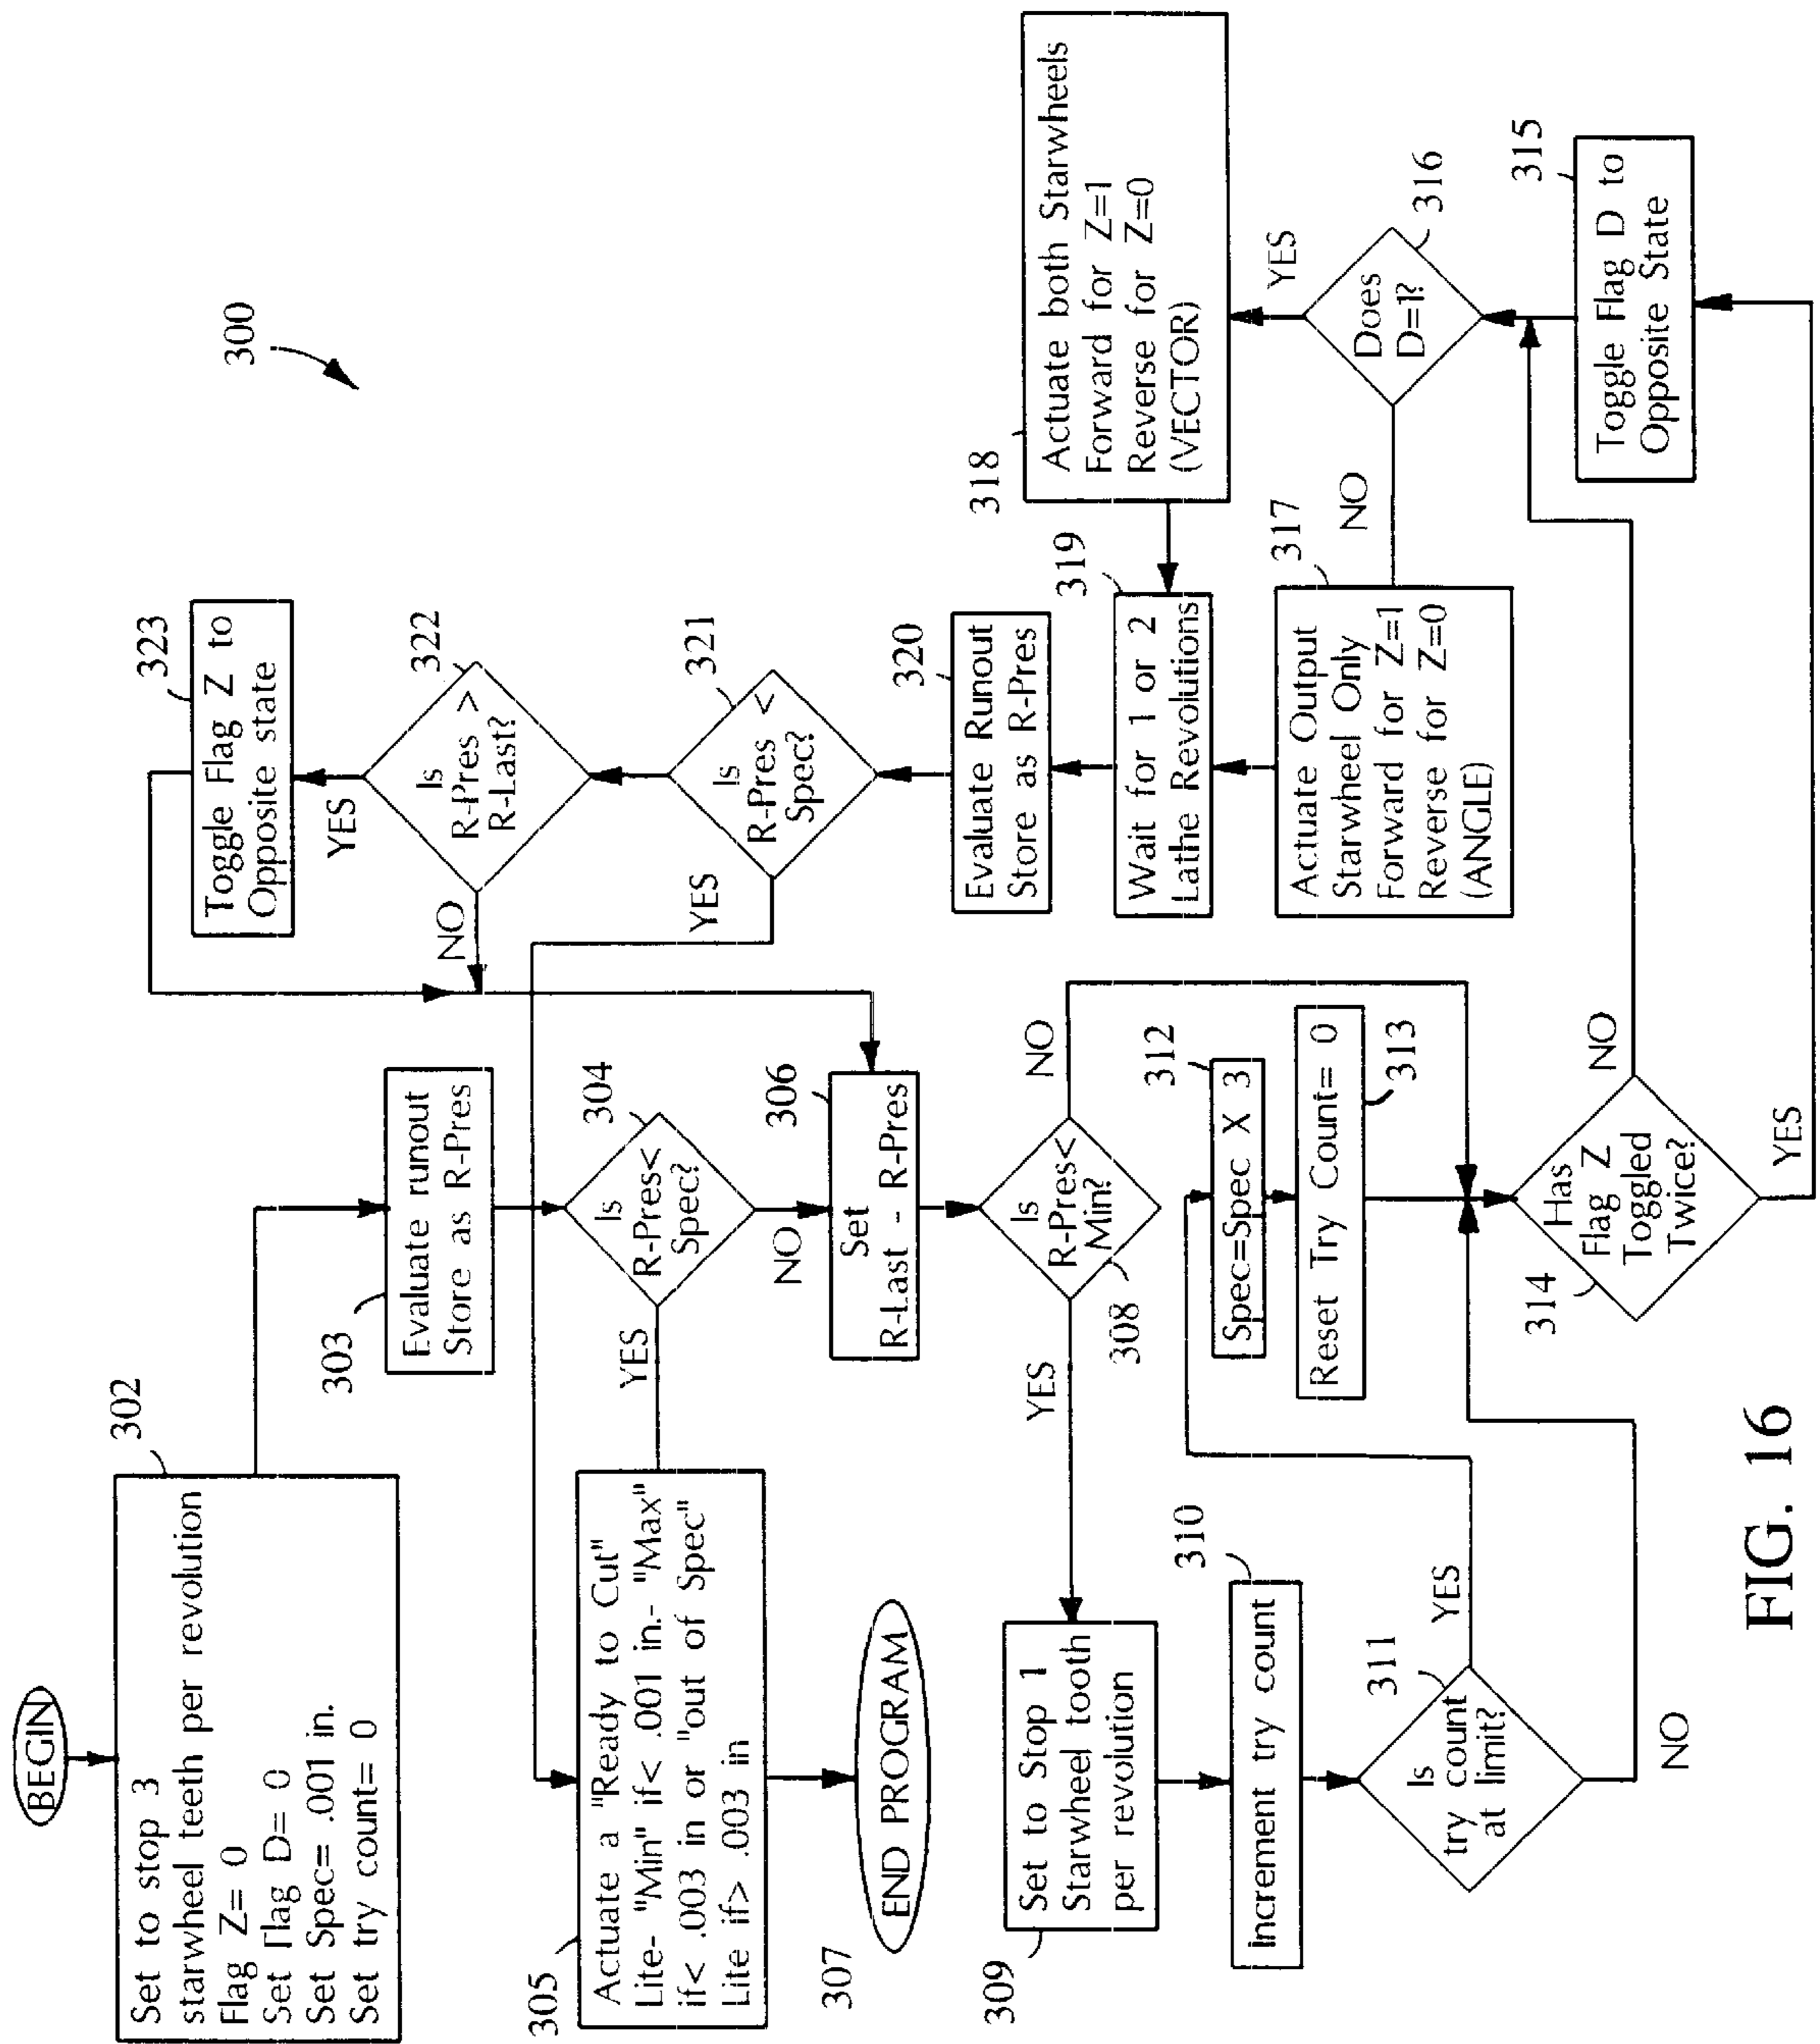 300
BEGIN
302
Set to stop 3
starwheel teeth per revolution
Flag Z= 0
Set Flag D= 0
Set Spec= .001 in.
Set try count= 0
303
Evaluate runout
Store as R-Pres
304
Is
R-Pres<
Spec?
YES
NO
305
Actuate a "Ready to Cut"
Lite- "Min" if< .001 in.- "Max"
if< .003 in or "out of Spec"
Lite if> .003 in
307
END PROGRAM
306
Set
R-Last - R-Pres
308
Is
R-Pres<
Min?
YES
NO
309
Set to Stop 1
Starwheel tooth
per revolution
310
Increment try count
311
Is
try count
at limit?
YES
NO
312
Spec=Spec X 3
Reset Try Count= 0
313
314
Has
Flag Z
Toggled
Twice?
NO
YES
315
Toggle Flag D to
Opposite State
316
Does
D=1?
YES
NO
317
Actuate Output
Starwheel Only
Forward for Z=1
Reverse for Z=0
(ANGLE)
318
Actuate both Starwheels
Forward for Z=1
Reverse for Z=0
(VECTOR)
319
Wait for 1 or 2
Lathe Revolutions
320
Evaluate Runout
Store as R-Pres
321
Is
R-Pres <
Spec?
YES
322
Is
R-Pres >
R-Last?
YES
NO
323
Toggle Flag Z to
Opposite state
FIG. 16